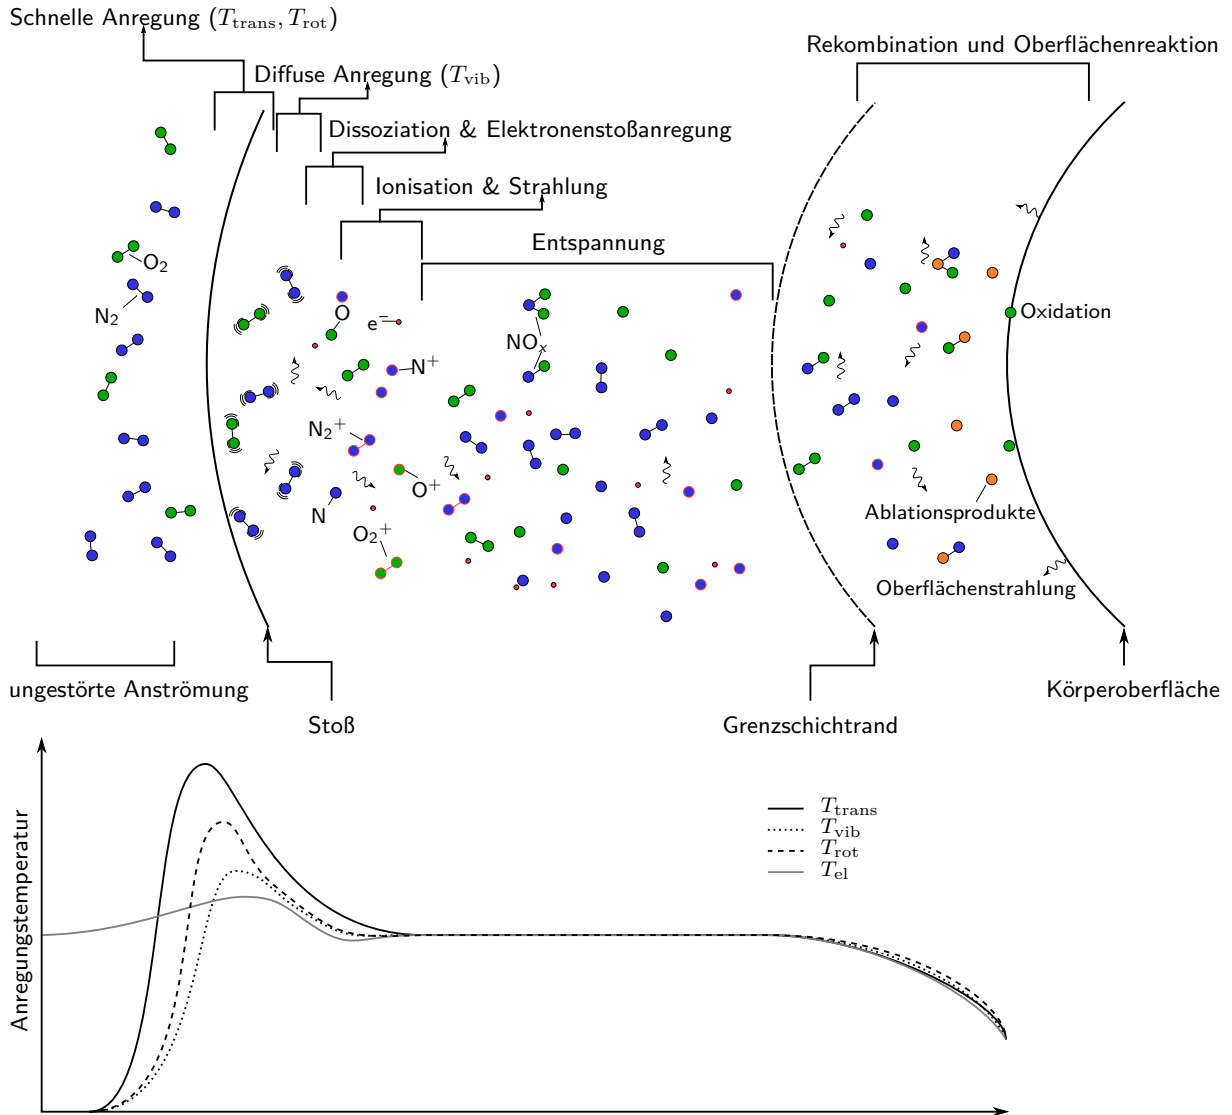 Schnelle Anregung (T_trans, T_rot)
Rekombination und Oberflächenreaktion
Diffuse Anregung (T_vib)
Dissoziation & Elektronenstoßanregung
Ionisation & Strahlung
Entspannung
O₂
N₂
O
e⁻
NOₓ
N⁺
Oxidation
N₂⁺
O⁺
N
O₂⁺
Ablationsprodukte
Oberflächenstrahlung
ungestörte Anströmung
Körperoberfläche
Stoß
Grenzschichtrand
Anregungstemperatur
T_trans
T_vib
T_rot
T_el